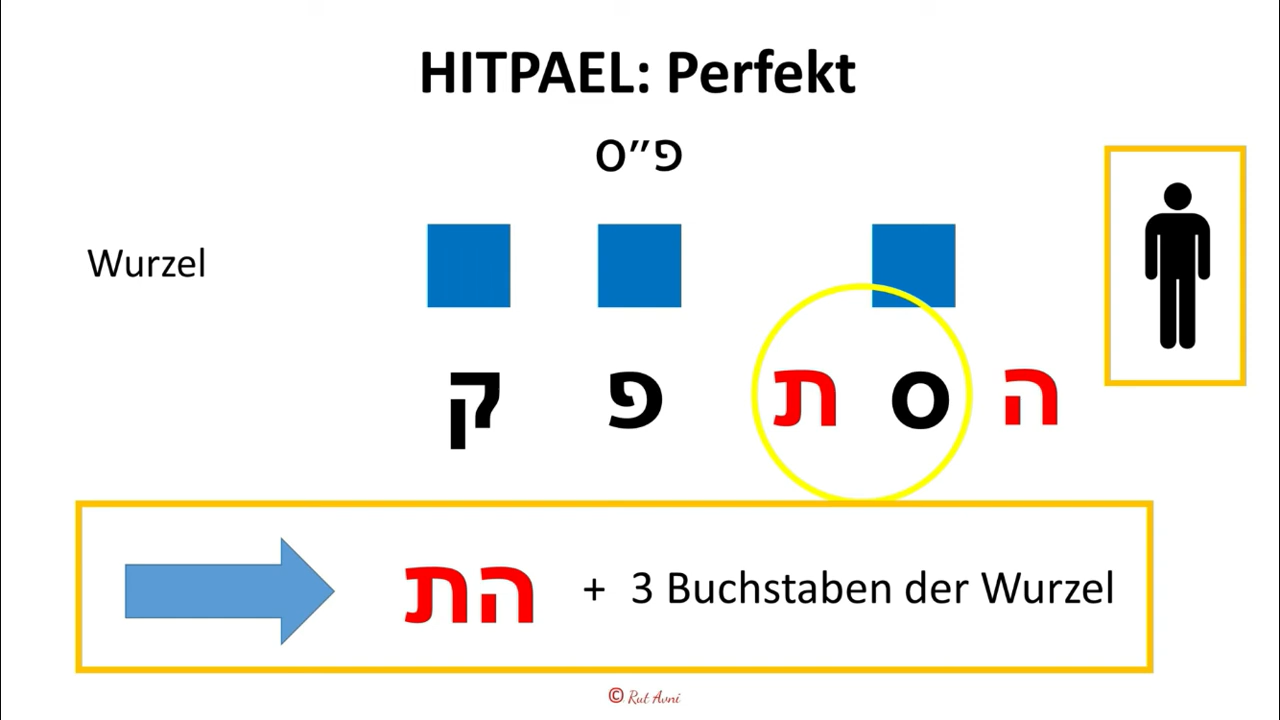 HITPAEL: Perfekt
פ״ס
Wurzel
הסתפק
הת + 3 Buchstaben der Wurzel
© Rut Avni